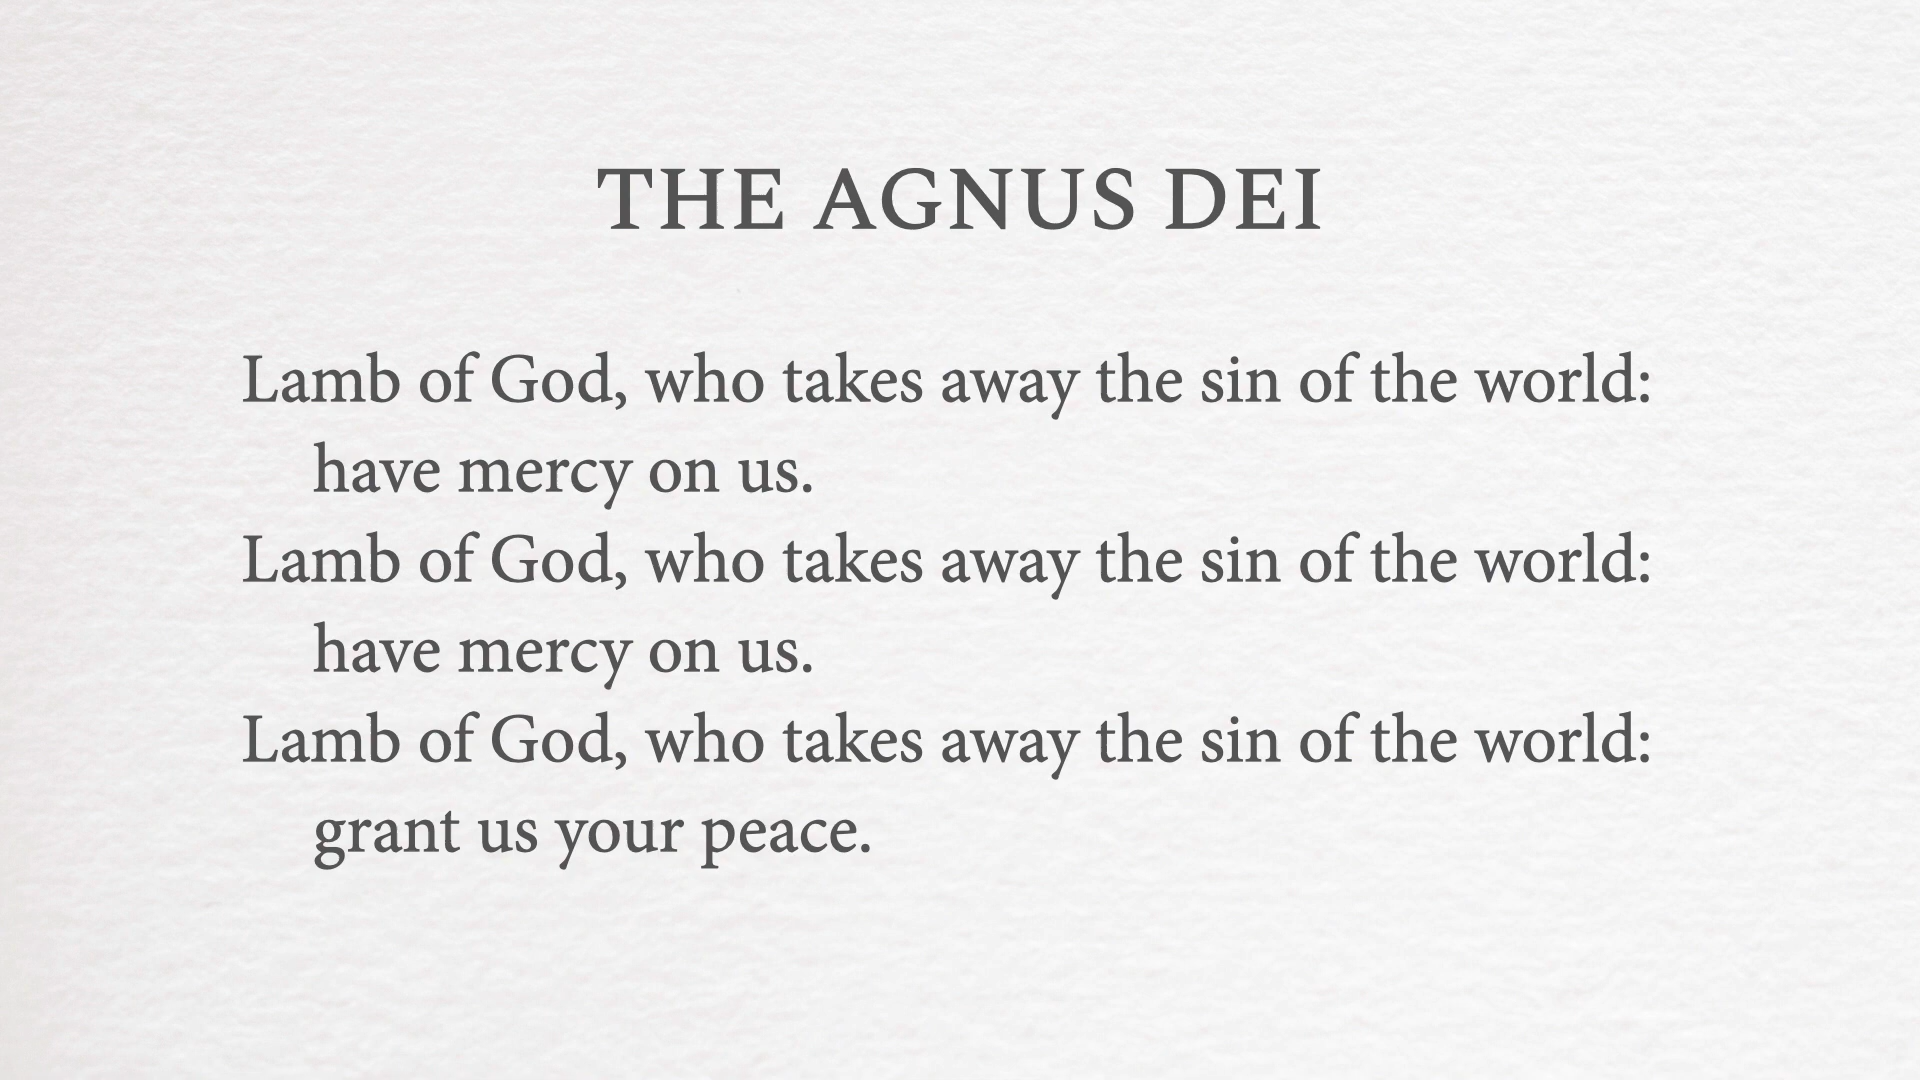 THE AGNUS DEI
Lamb of God, who takes away the sin of the world:
have mercy on us.
Lamb of God, who takes away the sin of the world:
have mercy on us.
Lamb of God, who takes away the sin of the world:
grant us your peace.